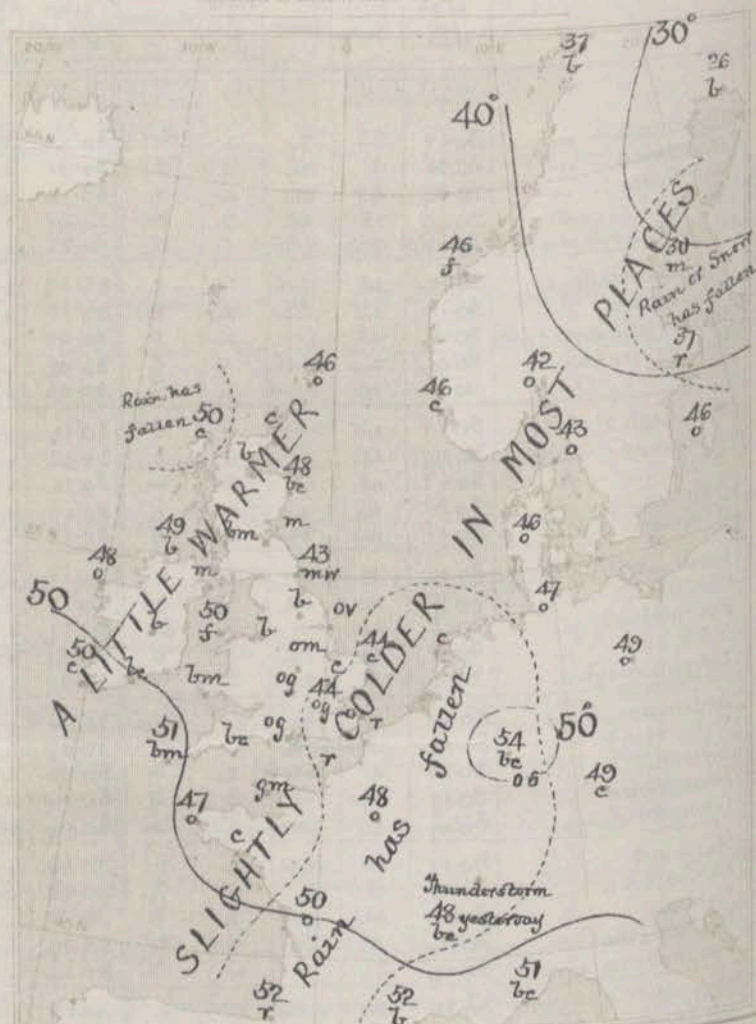 37
b
30°
26
b
40°
46
f
PLACES
30
m
Rain or Snow
has fallen
37
r
46
o
42
o
46
c
46
o
Rain has
fallen 50
c
c
b
48
bc
43
o
IN MOST
A LITTLE WARMER
49
b
bm
m
48
o
m
43
mw
46
o
50
50
f
b
ov
47
o
b
b
om
44
c
c
COLDER
49
o
50
c
bc
bm
og
c
44
og
r
fallen
51
bm
bc
og
r
54
bc
50°
06
49
c
47
o
gm
c
48
o
has
SLIGHTLY
Thunderstorm
48 yesterday
bc
50
o
Rain
51
bc
52
r
52
b